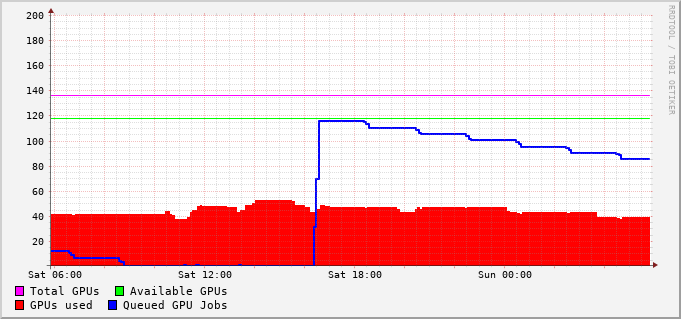 200
180
160
140
120
100
80
60
40
20
Sat 06:00 Sat 12:00 Sat 18:00 Sun 00:00
Total GPUs Available GPUs
GPUs used Queued GPU Jobs
RRDTOOL / TOBI OETIKER